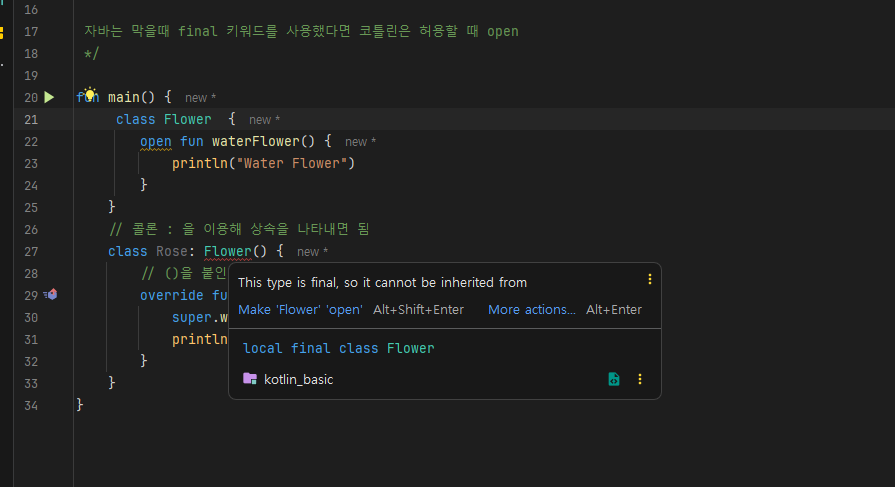 16
17 자바는 막을때 final 키워드를 사용했다면 코틀린은 허용할 때 open
18 */
19
20 fun main() { new *
21 class Flower { new *
22 open fun waterFlower() { new *
23 println("Water Flower")
24 }
25 }
26 // 콜론 : 을 이용해 상속을 나타내면 됨
27 class Rose: Flower() { new *
28 // ()을 붙인
This type is final, so it cannot be inherited from
29 override fu
Make 'Flower' 'open' Alt+Shift+Enter More actions... Alt+Enter
30 super.w
31 println
local final class Flower
32 }
kotlin_basic
33 }
34 }